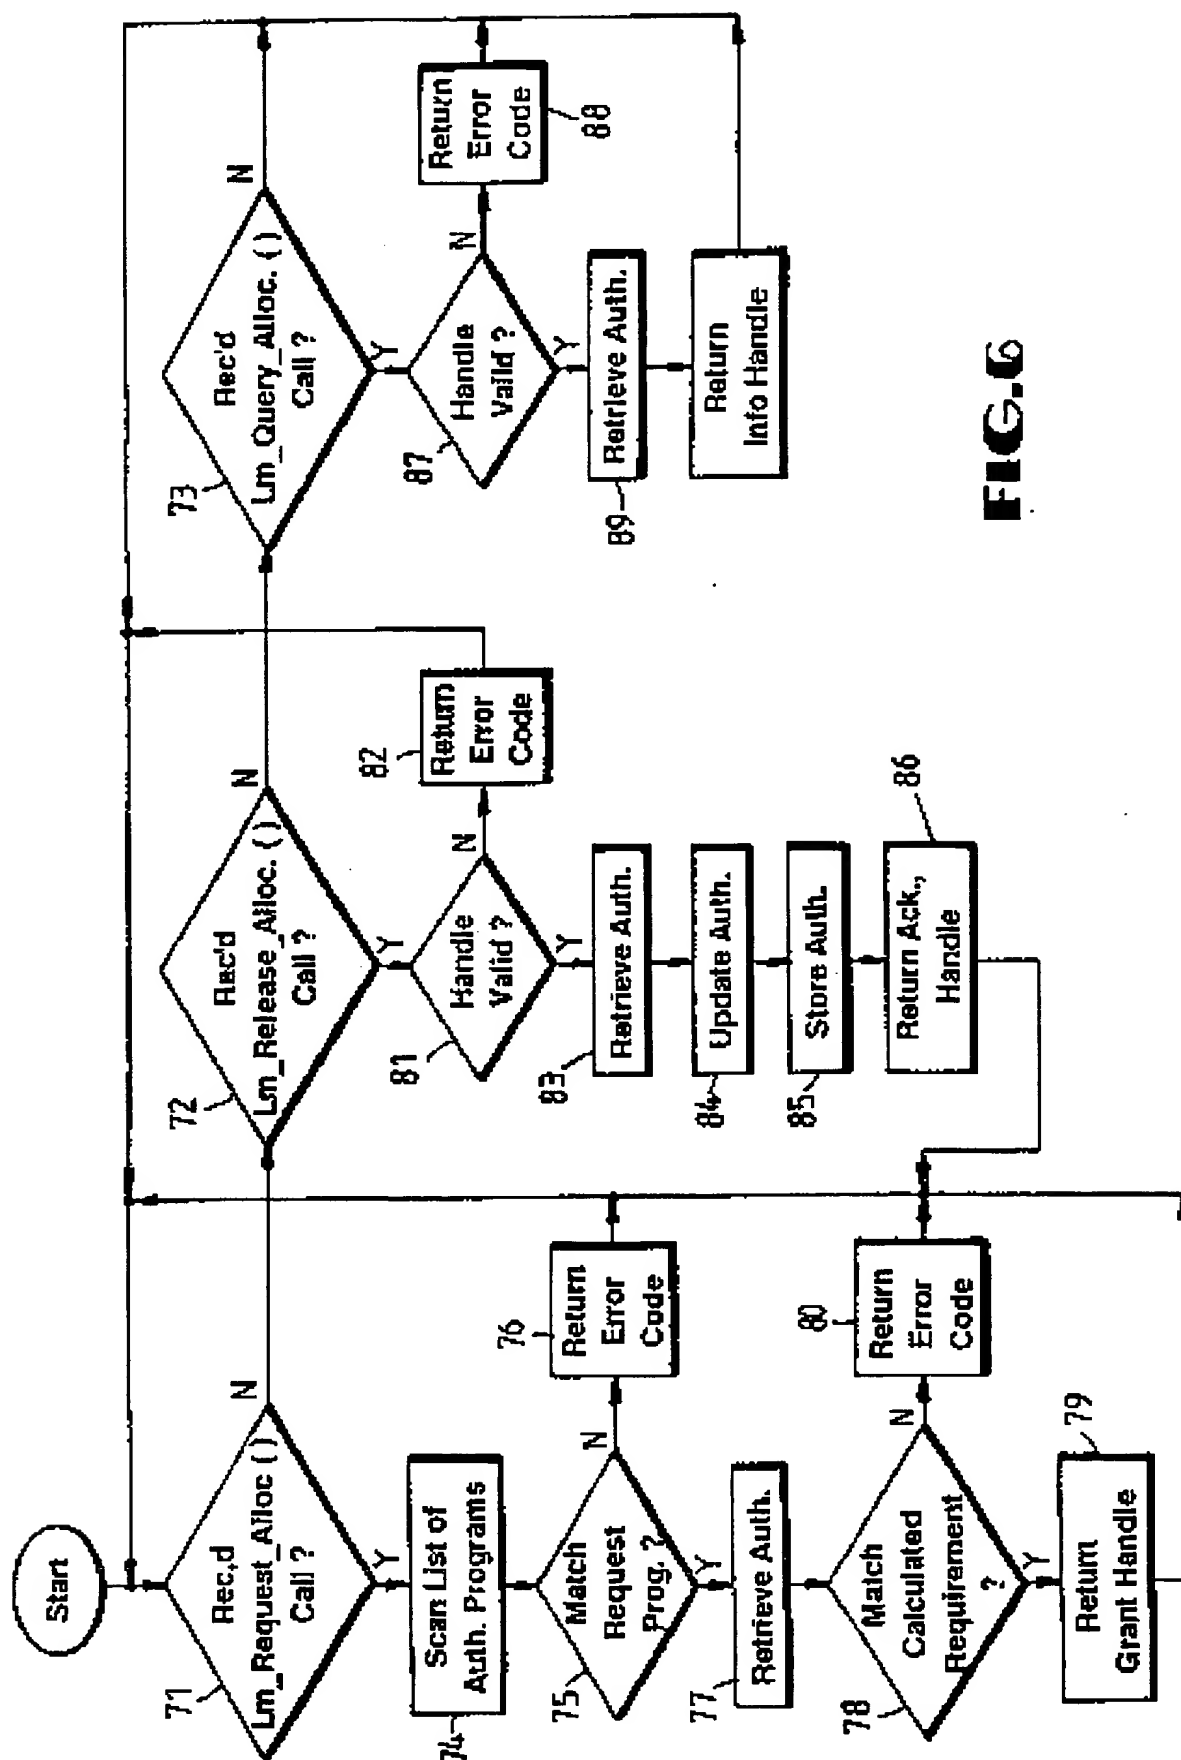 Start
71
Rec,d
Lm_Request_Alloc ( )
Call ?
N
Y
74
Scan List of
Auth. Programs
75
Match
Request
Prog. ?
N
Y
76
Return
Error
Code
77
Retrieve Auth.
78
Match
Calculated
Requirement
?
N
Y
80
Return
Error
Code
79
Return
Grant Handle
72
Rec'd
Lm_Release_Alloc. ( )
Call ?
N
Y
81
Handle
Valid ?
N
Y
82
Return
Error
Code
83
Retrieve Auth.
84
Update Auth.
85
Store Auth.
86
Return Ack.,
Handle
73
Rec'd
Lm_Query_Alloc. ( )
Call ?
N
Y
87
Handle
Valid ?
N
Y
88
Return
Error
Code
89
Retrieve Auth.
Return
Info Handle
FIG.6